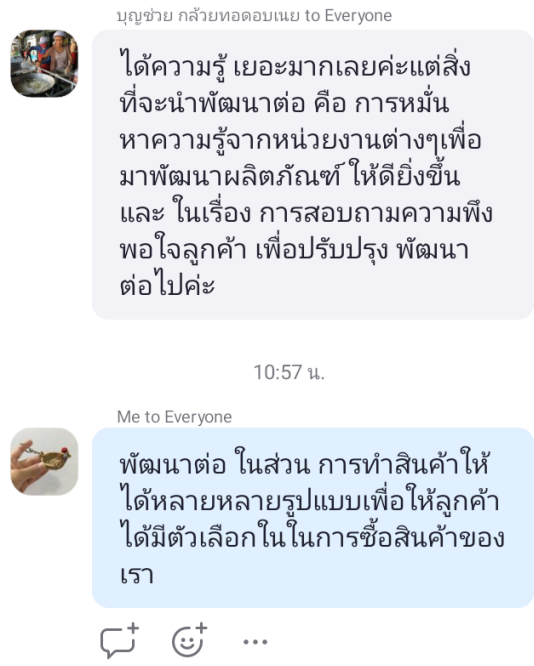 บุญช่วย กล้วยทอดอบเนย to Everyone
ได้ความรู้ เยอะมากเลยค่ะแต่สิ่ง
ที่จะนำพัฒนาต่อ คือ การหมั่น
หาความรู้จากหน่วยงานต่างๆเพื่อ
มาพัฒนาผลิตภัณฑ์ ให้ดียิ่งขึ้น
และ ในเรื่อง การสอบถามความพึง
พอใจลูกค้า เพื่อปรับปรุง พัฒนา
ต่อไปค่ะ
10:57 น.
Me to Everyone
พัฒนาต่อ ในส่วน การทำสินค้าให้
ได้หลายหลายรูปแบบเพื่อให้ลูกค้า
ได้มีตัวเลือกในในการซื้อสินค้าของ
เรา